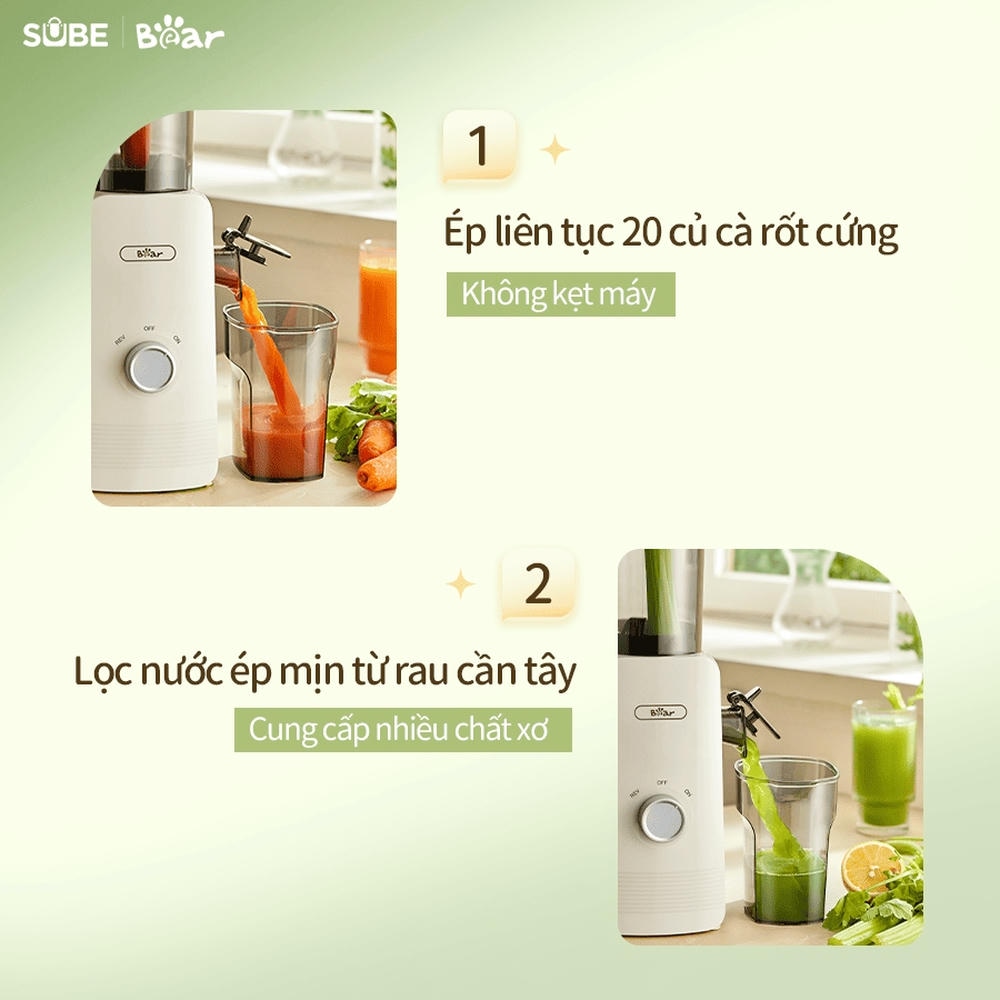 SUBE | Bear
1
Ép liên tục 20 củ cà rốt cứng
Không kẹt máy
Bear
REV OFF ON
2
Lọc nước ép mịn từ rau cần tây
Cung cấp nhiều chất xơ
Bear
REV OFF ON